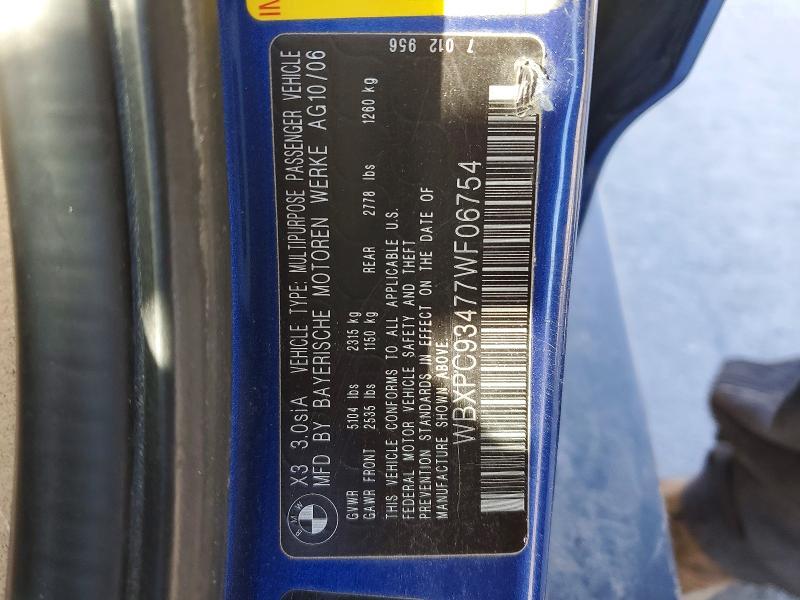 IN
BMW
X3 3.0siA VEHICLE TYPE: MULTIPURPOSE PASSENGER VEHICLE
MFD BY BAYERISCHE MOTOREN WERKE AG10/06
GVWR 5104 lbs 2315 kg
GAWR FRONT 2535 lbs 1150 kg REAR 2778 lbs 1260 kg
THIS VEHICLE CONFORMS TO ALL APPLICABLE U.S.
FEDERAL MOTOR VEHICLE SAFETY AND THEFT
PREVENTION STANDARDS IN EFFECT ON THE DATE OF
MANUFACTURE SHOWN ABOVE.
7 012 956
WBXPC93477WF06754